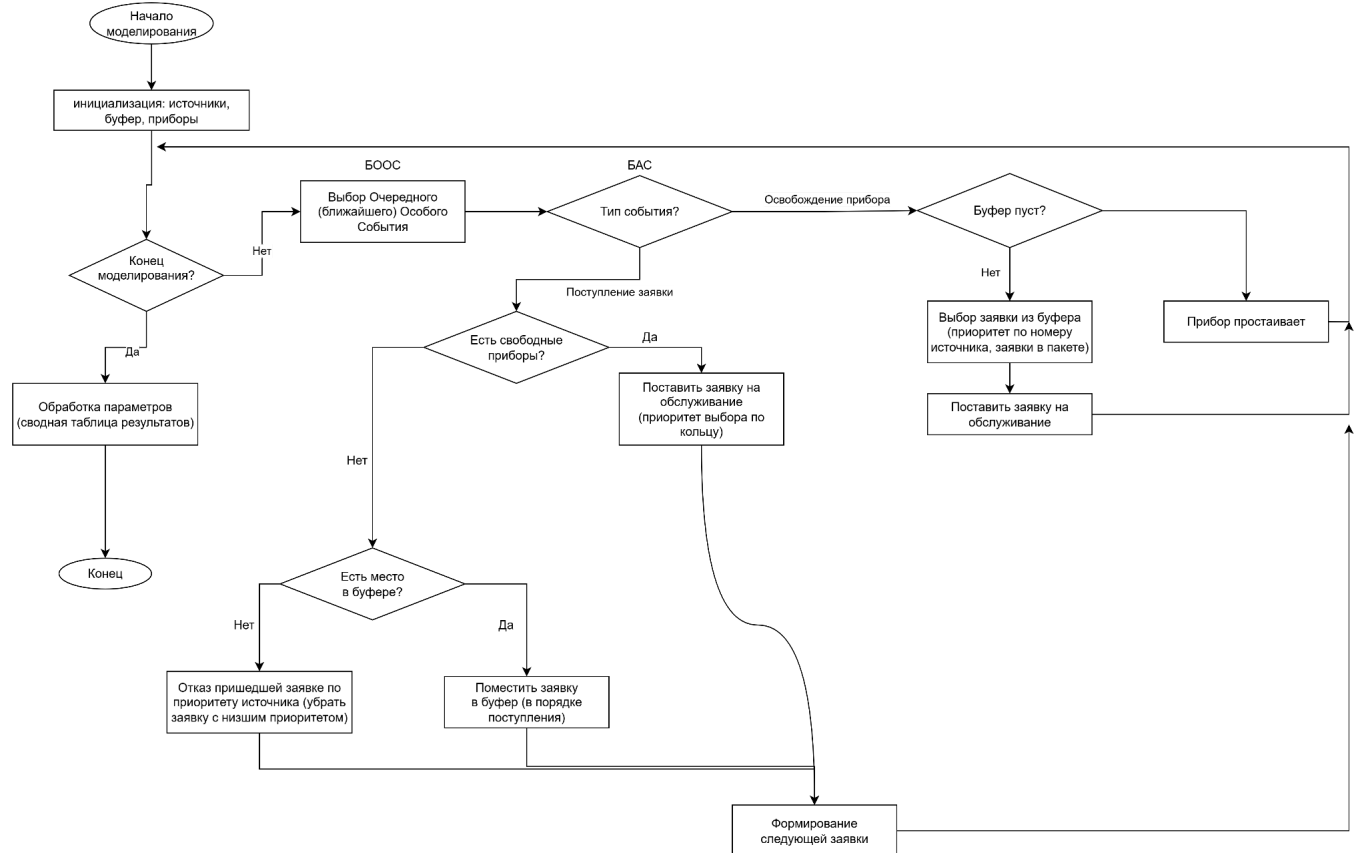 Начало
моделирования
инициализация: источники,
буфер, приборы
БООС
БАС
Выбор Очередного
(ближайшего) Особого
События
Тип события?
Освобождение прибора
Буфер пуст?
Нет
Конец
моделирования?
Поступление заявки
Нет
Выбор заявки из буфера
(приоритет по номеру
источника, заявки в пакете)
Прибор простаивает
Есть свободные
приборы?
Да
Да
Обработка параметров
(сводная таблица результатов)
Поставить заявку на
обслуживание
(приоритет выбора по
кольцу)
Поставить заявку на
обслуживание
Нет
Конец
Есть место
в буфере?
Нет
Да
Отказ пришедшей заявке по
приоритету источника (убрать
заявку с низшим приоритетом)
Поместить заявку
в буфер (в порядке
поступления)
Формирование
следующей заявки